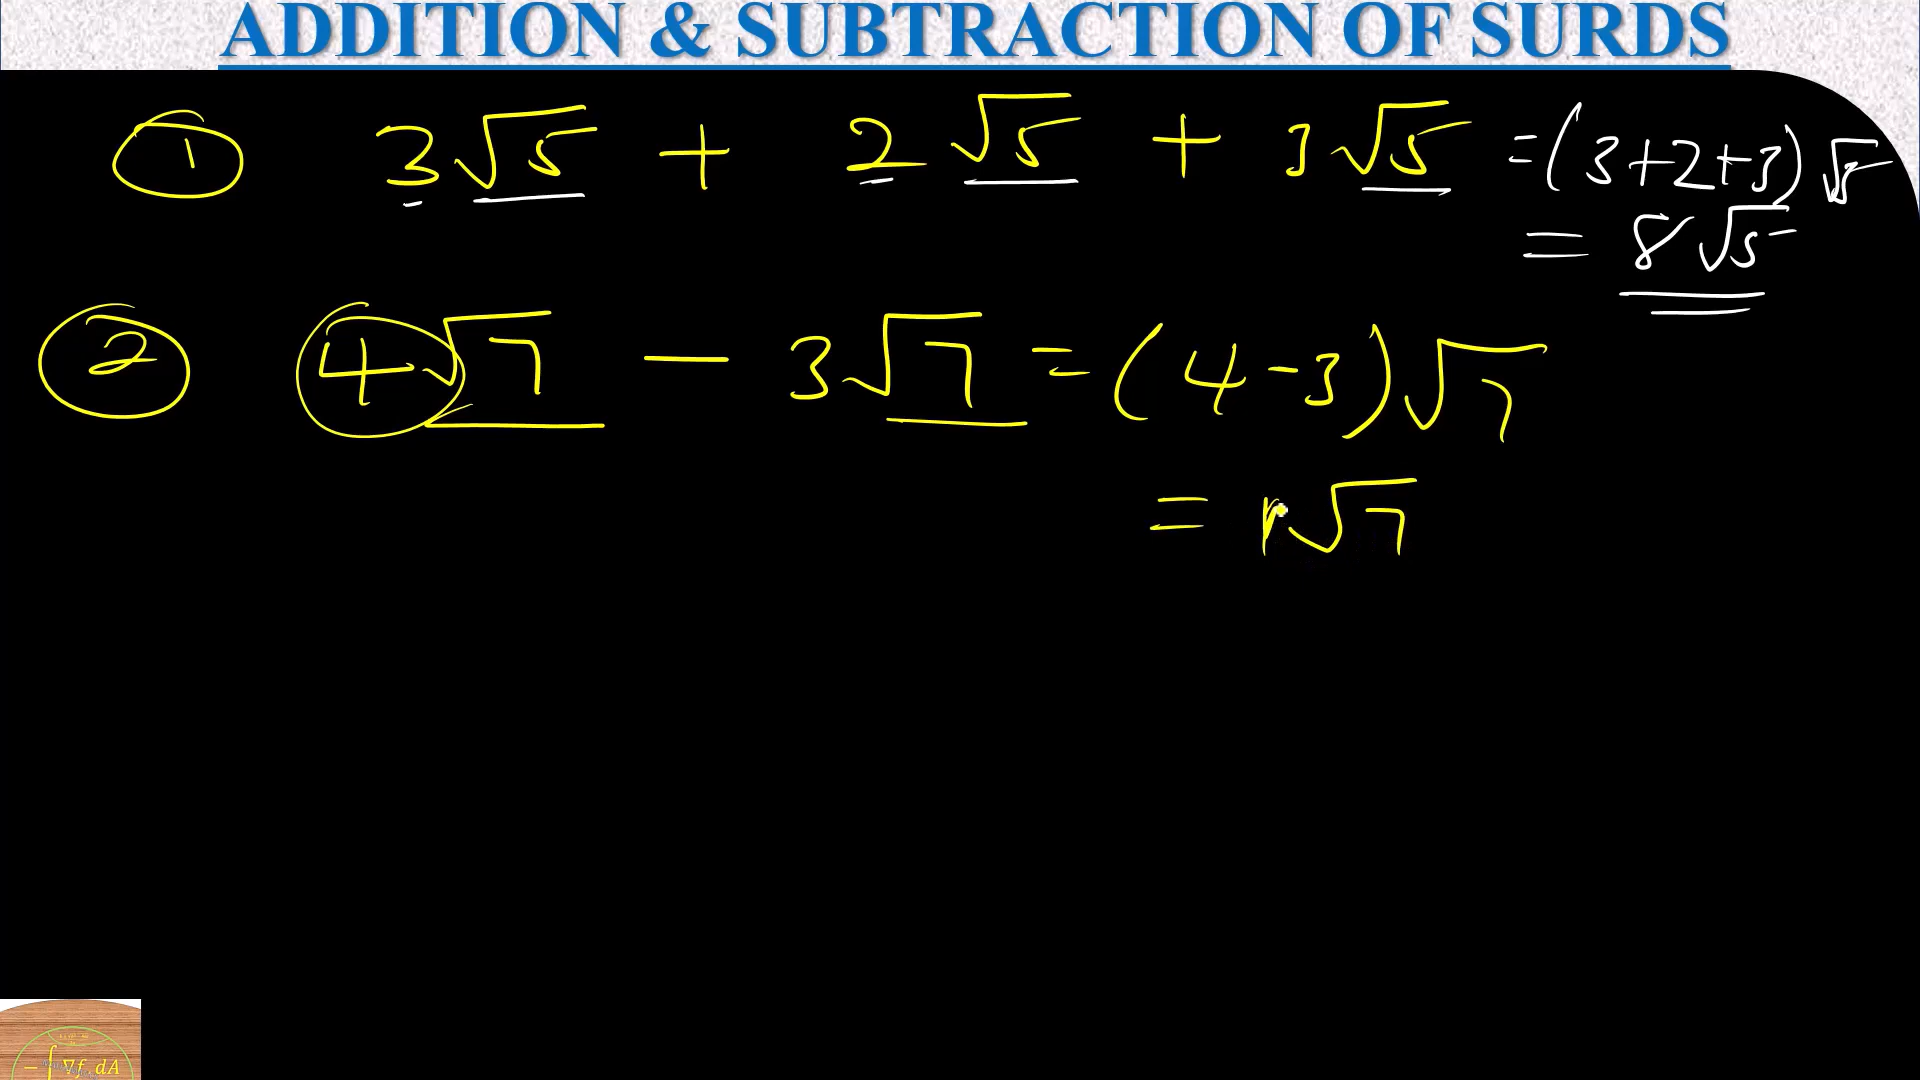 ADDITION & SUBTRACTION OF SURDS
① 3√5 + 2√5 + 3√5 = (3+2+3)√5
= 8√5
② 4√7 − 3√7 = (4−3)√7
= 1√7
−∫∇f dA